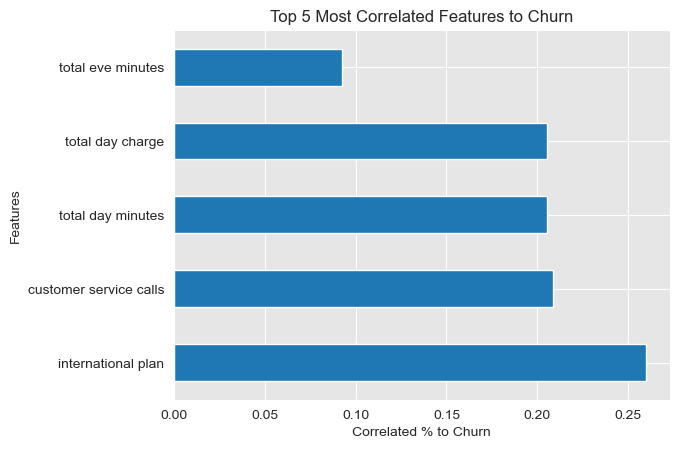 Top 5 Most Correlated Features to Churn
total eve minutes
total day charge
total day minutes
customer service calls
international plan
Features
0.00 0.05 0.10 0.15 0.20 0.25
Correlated % to Churn